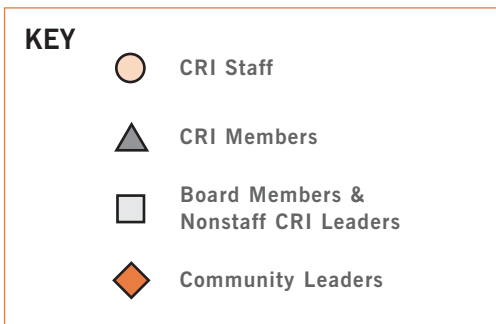 KEY
CRI Staff
CRI Members
Board Members &
Nonstaff CRI Leaders
Community Leaders